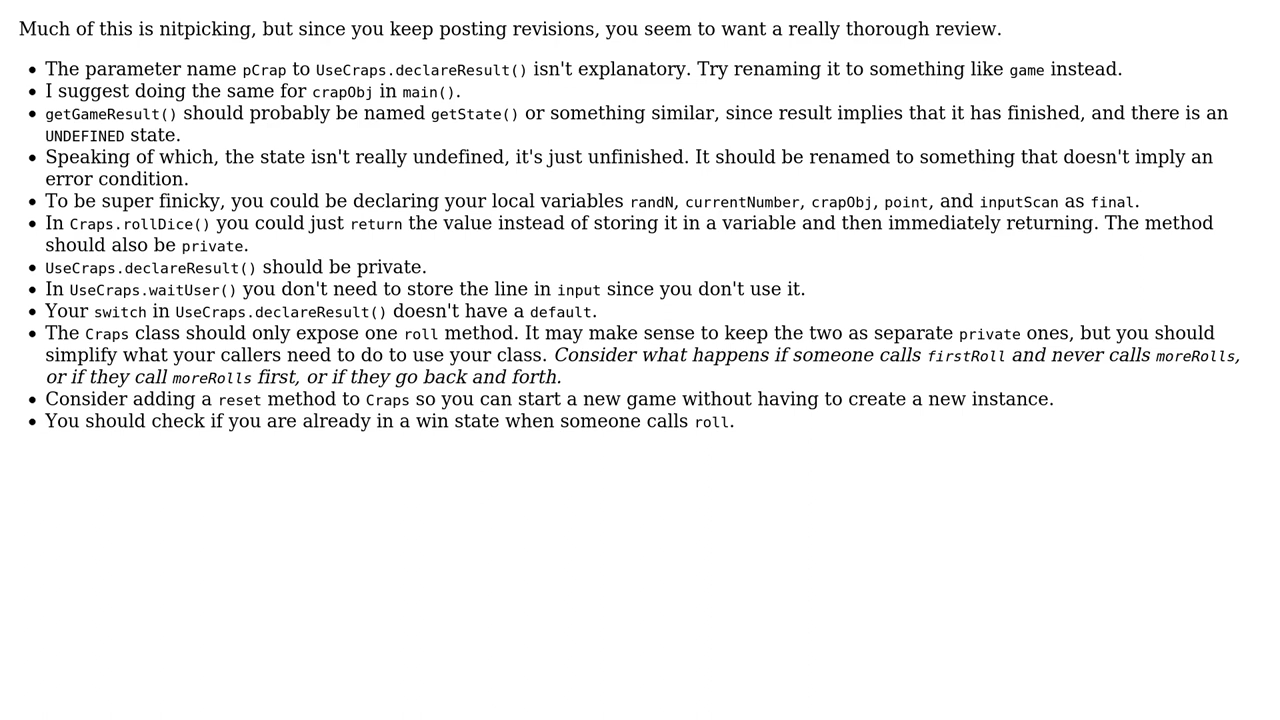 Much of this is nitpicking, but since you keep posting revisions, you seem to want a really thorough review.
• The parameter name pCrap to UseCraps.declareResult() isn't explanatory. Try renaming it to something like game instead.
• I suggest doing the same for crapObj in main().
• getGameResult() should probably be named getState() or something similar, since result implies that it has finished, and there is an
UNDEFINED state.
• Speaking of which, the state isn't really undefined, it's just unfinished. It should be renamed to something that doesn't imply an
error condition.
• To be super finicky, you could be declaring your local variables randN, currentNumber, crapObj, point, and inputScan as final.
• In Craps.rollDice() you could just return the value instead of storing it in a variable and then immediately returning. The method
should also be private.
• UseCraps.declareResult() should be private.
• In UseCraps.waitUser() you don't need to store the line in input since you don't use it.
• Your switch in UseCraps.declareResult() doesn't have a default.
• The Craps class should only expose one roll method. It may make sense to keep the two as separate private ones, but you should
simplify what your callers need to do to use your class. Consider what happens if someone calls firstRoll and never calls moreRolls,
or if they call moreRolls first, or if they go back and forth.
• Consider adding a reset method to Craps so you can start a new game without having to create a new instance.
• You should check if you are already in a win state when someone calls roll.